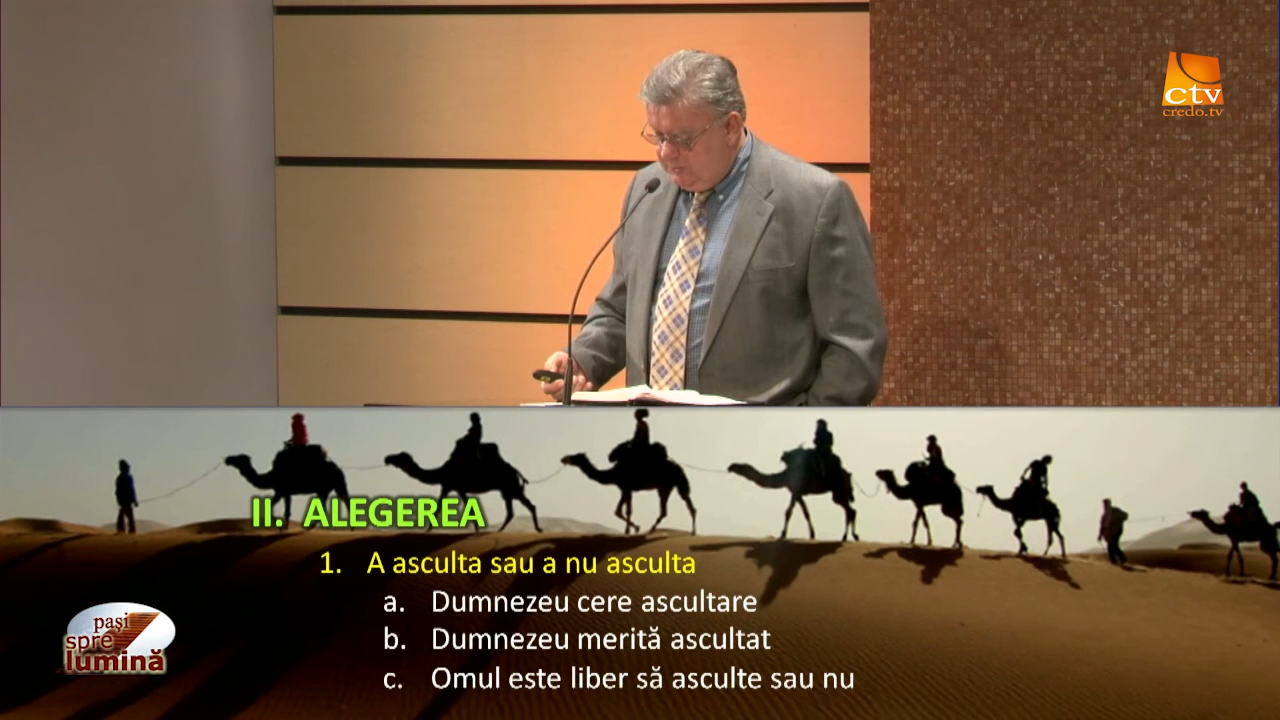 ctv
credo.tv
II. ALEGEREA
1. A asculta sau a nu asculta
a. Dumnezeu cere ascultare
b. Dumnezeu merită ascultat
c. Omul este liber să asculte sau nu
pași
spre
lumină